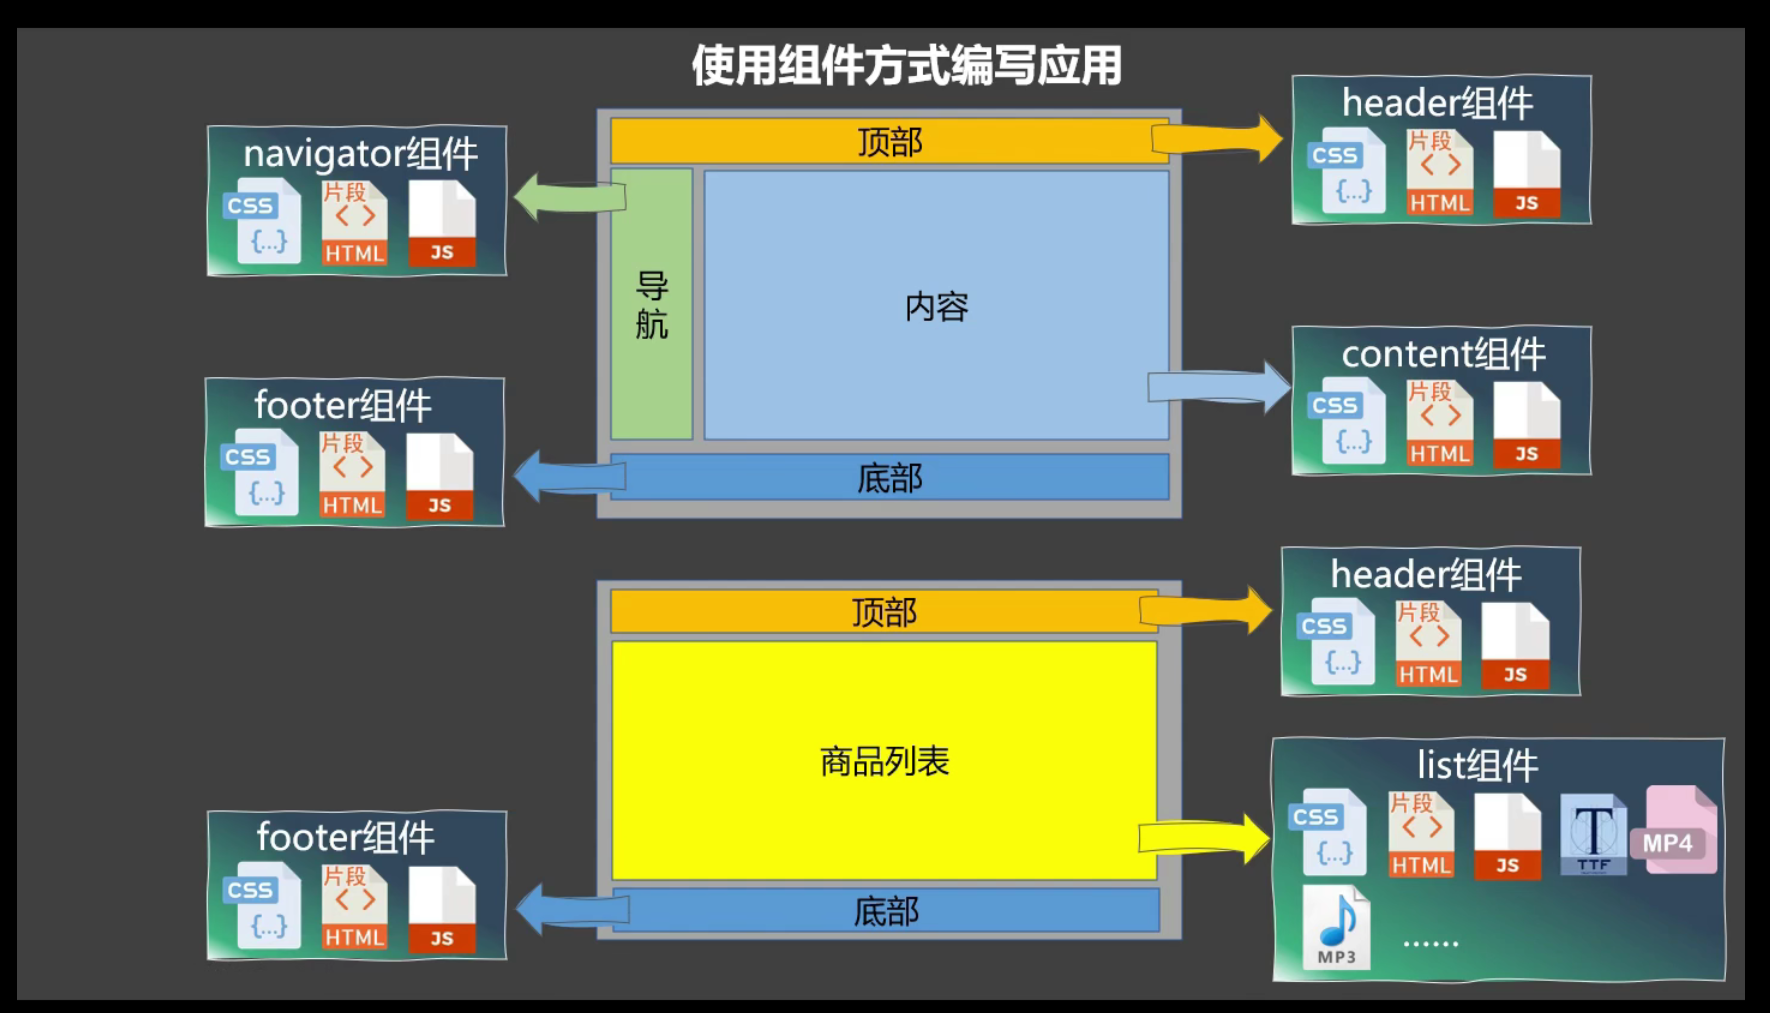 使用组件方式编写应用
navigator组件
CSS
{...}
片段
< >
HTML
JS
顶部
header组件
CSS
{...}
片段
< >
HTML
JS
导航
内容
footer组件
CSS
{...}
片段
< >
HTML
JS
底部
content组件
CSS
{...}
片段
< >
HTML
JS
顶部
header组件
CSS
{...}
片段
< >
HTML
JS
商品列表
list组件
CSS
{...}
片段
< >
HTML
JS
T
TTF
MP4
MP3
......
footer组件
CSS
{...}
片段
< >
HTML
JS
底部